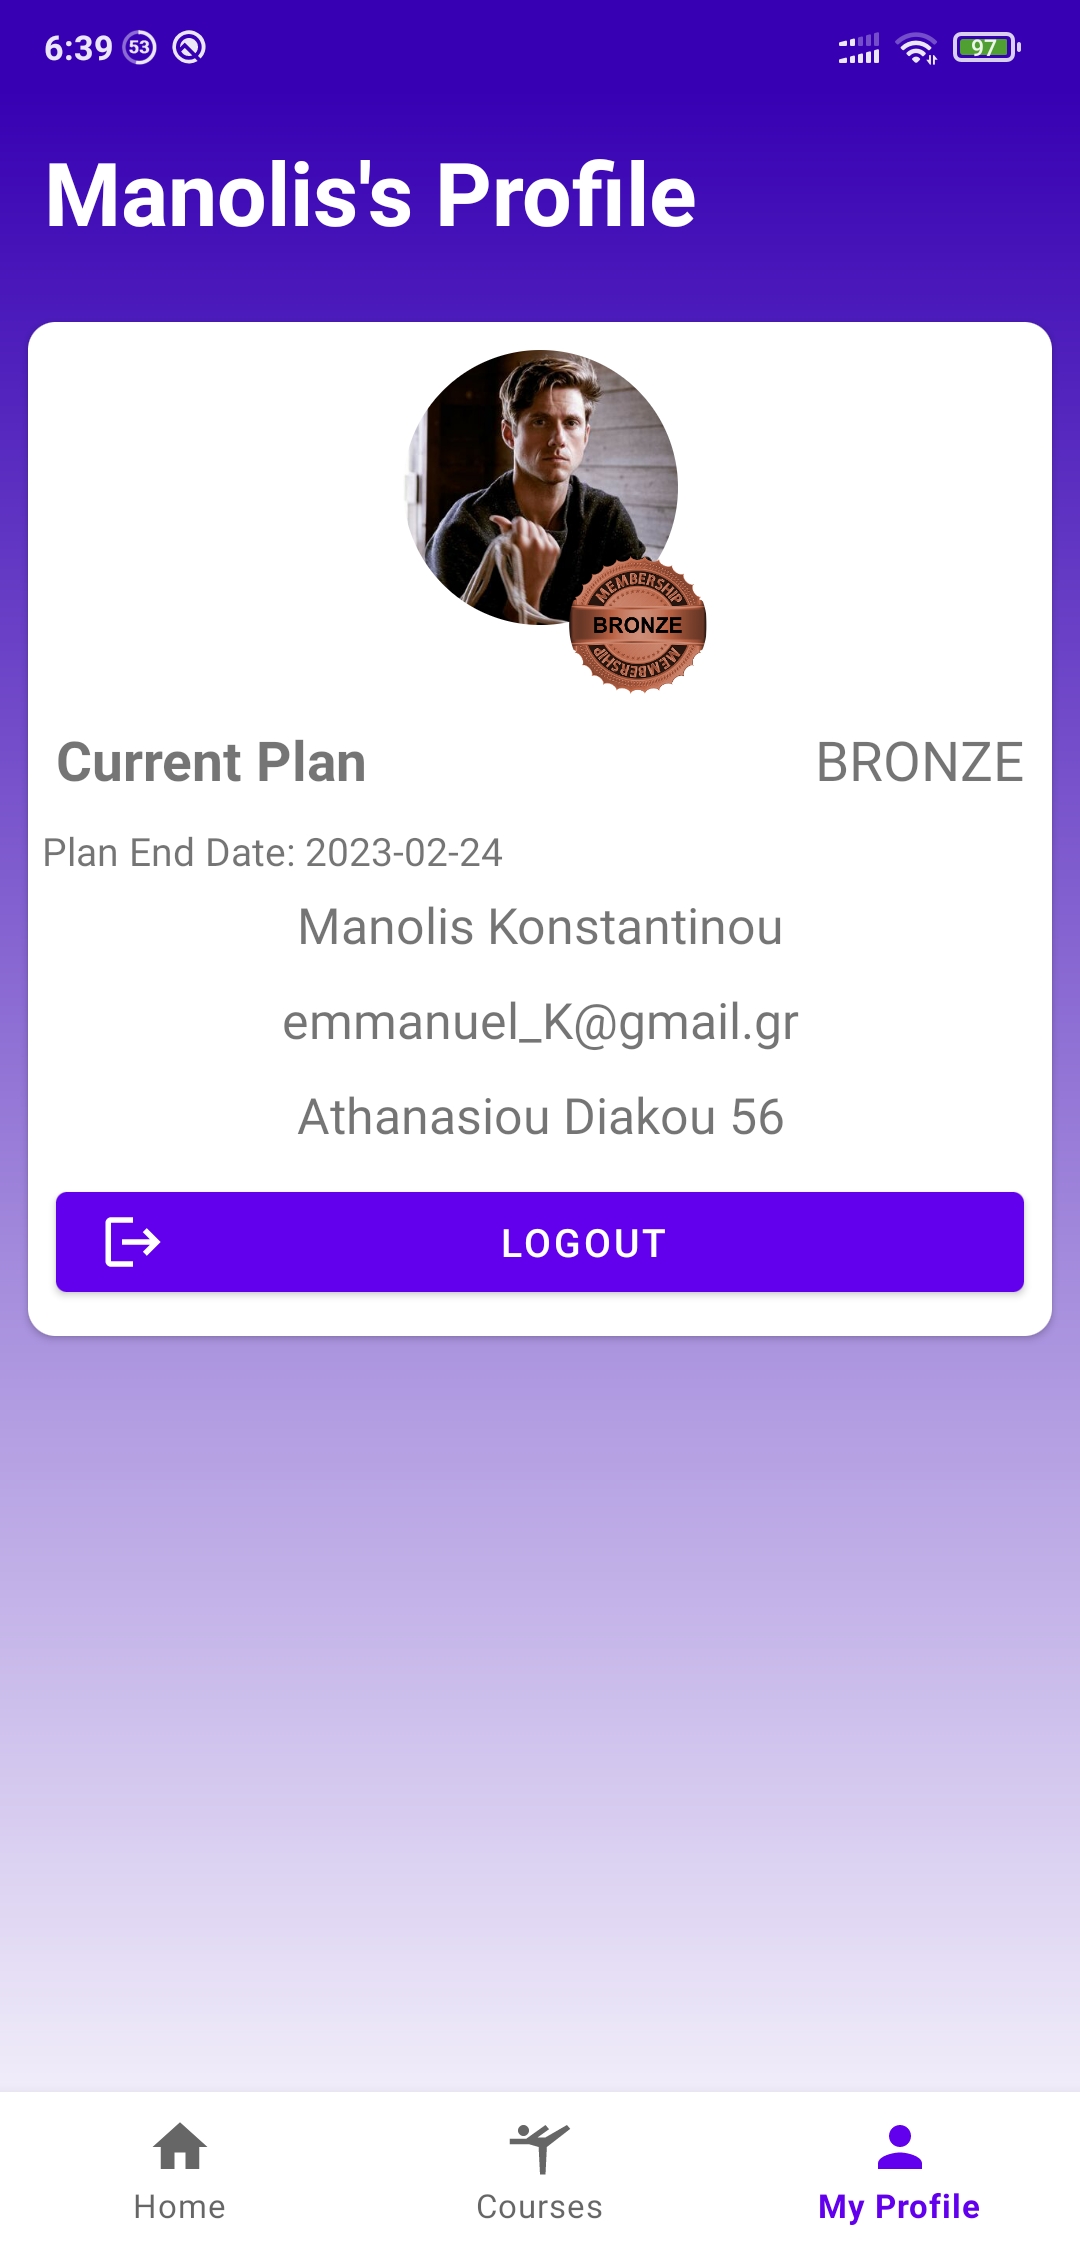 6:39 53 97
Manolis's Profile
MEMBERSHIP
BRONZE
MEMBERSHIP
Current Plan BRONZE
Plan End Date: 2023-02-24
Manolis Konstantinou
emmanuel_K@gmail.gr
Athanasiou Diakou 56
LOGOUT
Home Courses My Profile